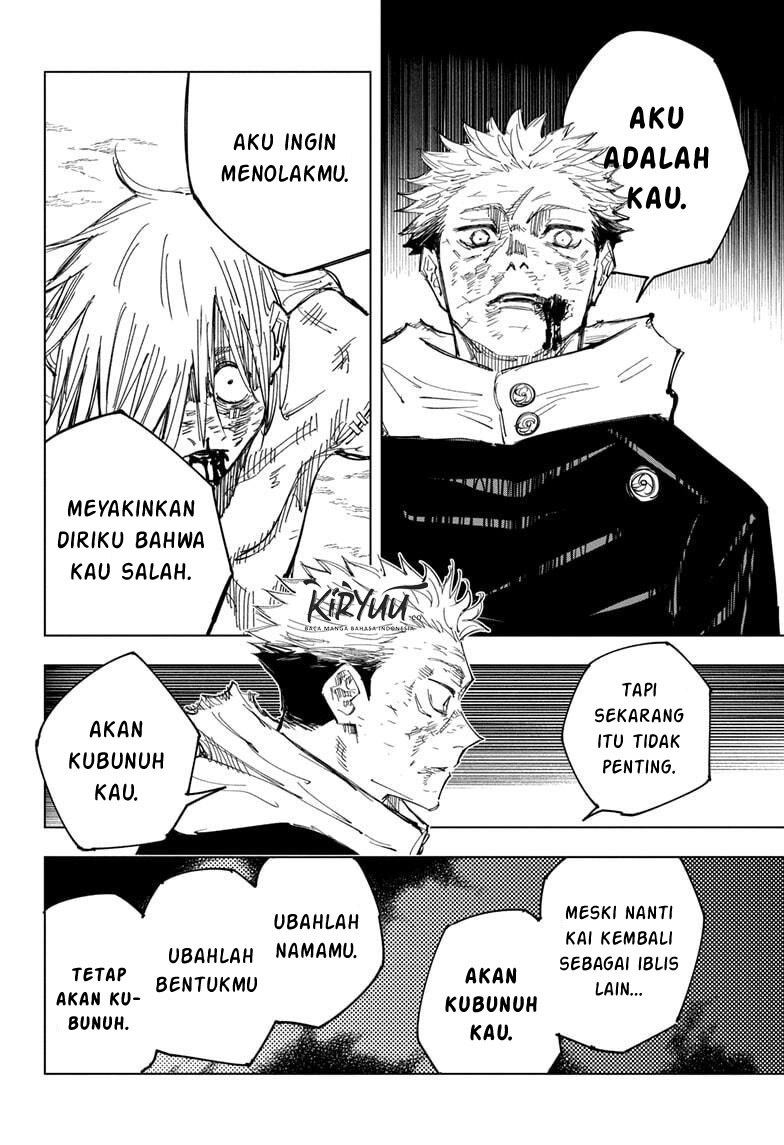 AKU
ADALAH
KAU.
AKU INGIN
MENOLAKMU.
MEYAKINKAN
DIRIKU BAHWA
KAU SALAH.
KIRYUU.co
BACA MANGA BAHASA INDONESIA
TAPI
SEKARANG
ITU TIDAK
PENTING.
AKAN
KUBUNUH
KAU.
MESKI NANTI
KAI KEMBALI
SEBAGAI IBLIS
LAIN...
AKAN
KUBUNUH
KAU.
UBAHLAH
NAMAMU.
UBAHLAH
BENTUKMU
TETAP
AKAN KU-
BUNUH.